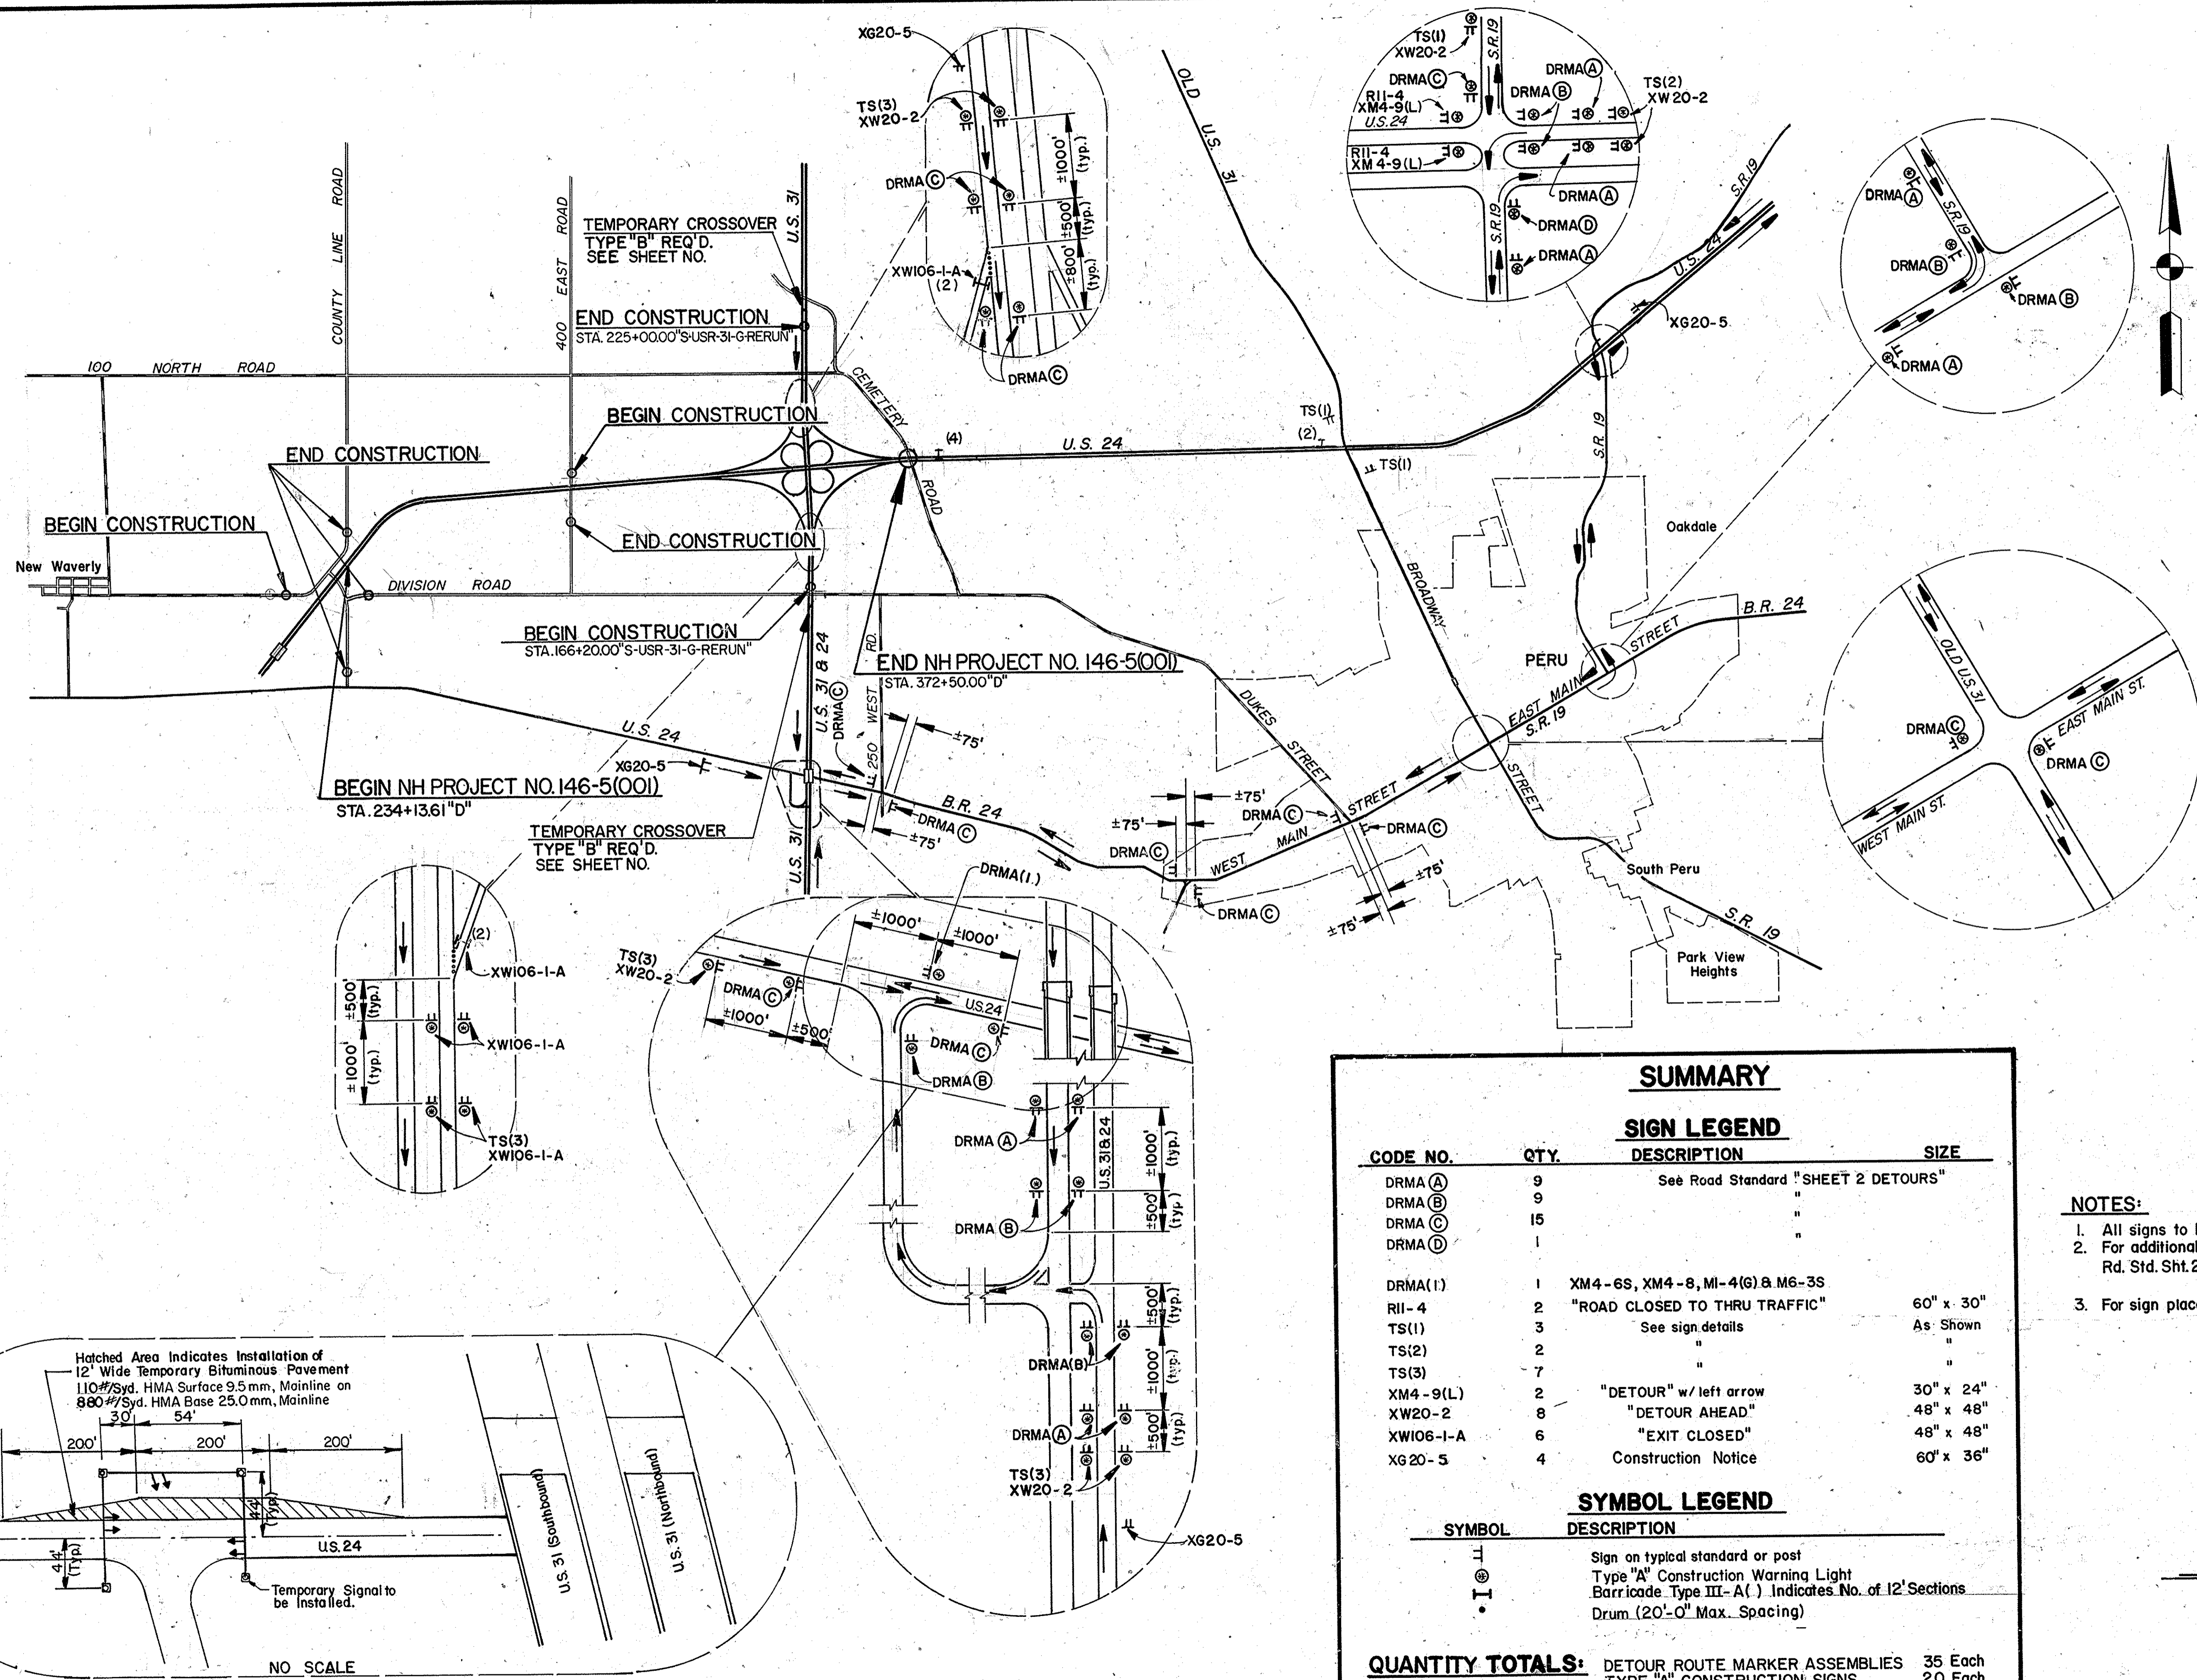 XG20-5
TS(3)
XW20-2
DRMA (C)
XW106-1-A
(2)
DRMA (C)
±1000'
(typ.)
±500'
(typ.)
±800'
(typ.)
TS(1)
XW20-2
S.R. 19
DRMA (C)
R11-4
XM4-9(L)
U.S. 24
DRMA (A)
DRMA (B)
TS(2)
XW20-2
R11-4
XM4-9(L)
DRMA (A)
S.R. 19
DRMA (D)
DRMA (A)
DRMA (A)
S.R. 19
DRMA (B)
DRMA (B)
DRMA (A)
OLD U.S. 31
S.R. 19
U.S. 24
XG20-5
COUNTY LINE ROAD
400 EAST ROAD
U.S. 31
TEMPORARY CROSSOVER
TYPE "B" REQ'D.
SEE SHEET NO.
END CONSTRUCTION
STA. 225+00.00"S-USR-31-G-RERUN"
100 NORTH ROAD
CEMETERY ROAD
BEGIN CONSTRUCTION
END CONSTRUCTION
(4)
U.S. 24
TS(1)
(2)
TS(1)
S.R. 19
BEGIN CONSTRUCTION
END CONSTRUCTION
New Waverly
DIVISION ROAD
Oakdale
BROADWAY STREET
B.R. 24
BEGIN CONSTRUCTION
STA. 166+20.00"S-USR-31-G-RERUN"
U.S. 31 & 24
DRMA (C)
250 WEST RD.
END NH PROJECT NO. 146-5(001)
STA. 372+50.00"D"
PERU
EAST MAIN STREET
S.R. 19
DUKES STREET
U.S. 24
XG20-5
±75'
BEGIN NH PROJECT NO. 146-5(001)
STA. 234+13.61"D"
TEMPORARY CROSSOVER
TYPE "B" REQ'D.
SEE SHEET NO.
U.S. 31
DRMA (C)
±75'
B.R. 24
±75'
±75'
DRMA (C)
DRMA (C)
DRMA (C)
WEST MAIN STREET
DRMA (C)
±75'
±75'
South Peru
S.R. 19
Park View
Heights
OLD U.S. 31
EAST MAIN ST.
DRMA (C)
DRMA (C)
WEST MAIN ST.
(2)
XW106-1-A
±500'
(typ.)
XW106-1-A
±1000'
(typ.)
TS(3)
XW106-1-A
DRMA(1)
±1000'
±1000'
TS(3)
XW20-2
DRMA (C)
±1000'
±500'
U.S. 24
DRMA (C)
DRMA (B)
DRMA (A)
U.S. 31 & 24
±1000'
(typ.)
DRMA (B)
±500'
(typ.)
±500'
(typ.)
DRMA(B)
±1000'
(typ.)
DRMA (A)
±500'
(typ.)
TS(3)
XW20-2
XG20-5
Hatched Area Indicates Installation of
12' Wide Temporary Bituminous Pavement
110#/Syd. HMA Surface 9.5mm, Mainline on
880#/Syd. HMA Base 25.0mm, Mainline
30' 54'
200' 200' 200'
44'
(Typ.)
U.S. 24
44'
(Typ.)
Temporary Signal to
be Installed.
U.S. 31 (Southbound)
U.S. 31 (Northbound)
NO SCALE
SUMMARY
SIGN LEGEND
CODE NO. QTY. DESCRIPTION SIZE
DRMA (A) 9 See Road Standard "SHEET 2 DETOURS"
DRMA (B) 9 "
DRMA (C) 15 "
DRMA (D) 1 "
DRMA(1) 1 XM4-6S, XM4-8, M1-4(G) & M6-3S
R11-4 2 "ROAD CLOSED TO THRU TRAFFIC" 60" x 30"
TS(1) 3 See sign details As Shown
TS(2) 2 " "
TS(3) 7 " "
XM4-9(L) 2 "DETOUR" w/ left arrow 30" x 24"
XW20-2 8 "DETOUR AHEAD" 48" x 48"
XW106-1-A 6 "EXIT CLOSED" 48" x 48"
XG20-5 4 Construction Notice 60" x 36"
SYMBOL LEGEND
SYMBOL DESCRIPTION
Sign on typical standard or post
Type "A" Construction Warning Light
Barricade Type III-A( ) Indicates No. of 12' Sections
Drum (20'-0" Max. Spacing)
QUANTITY TOTALS: DETOUR ROUTE MARKER ASSEMBLIES 35 Each
TYPE "A" CONSTRUCTION SIGNS 20 Each
NOTES:
1. All signs to
2. For additional
Rd. Std. Sht. 2
3. For sign